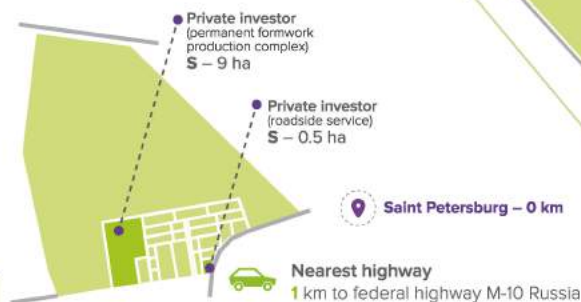 Private investor
(permanent formwork
production complex)
S – 9 ha
Private investor
(roadside service)
S – 0.5 ha
Saint Petersburg – 0 km
Nearest highway
1 km to federal highway M-10 Russia